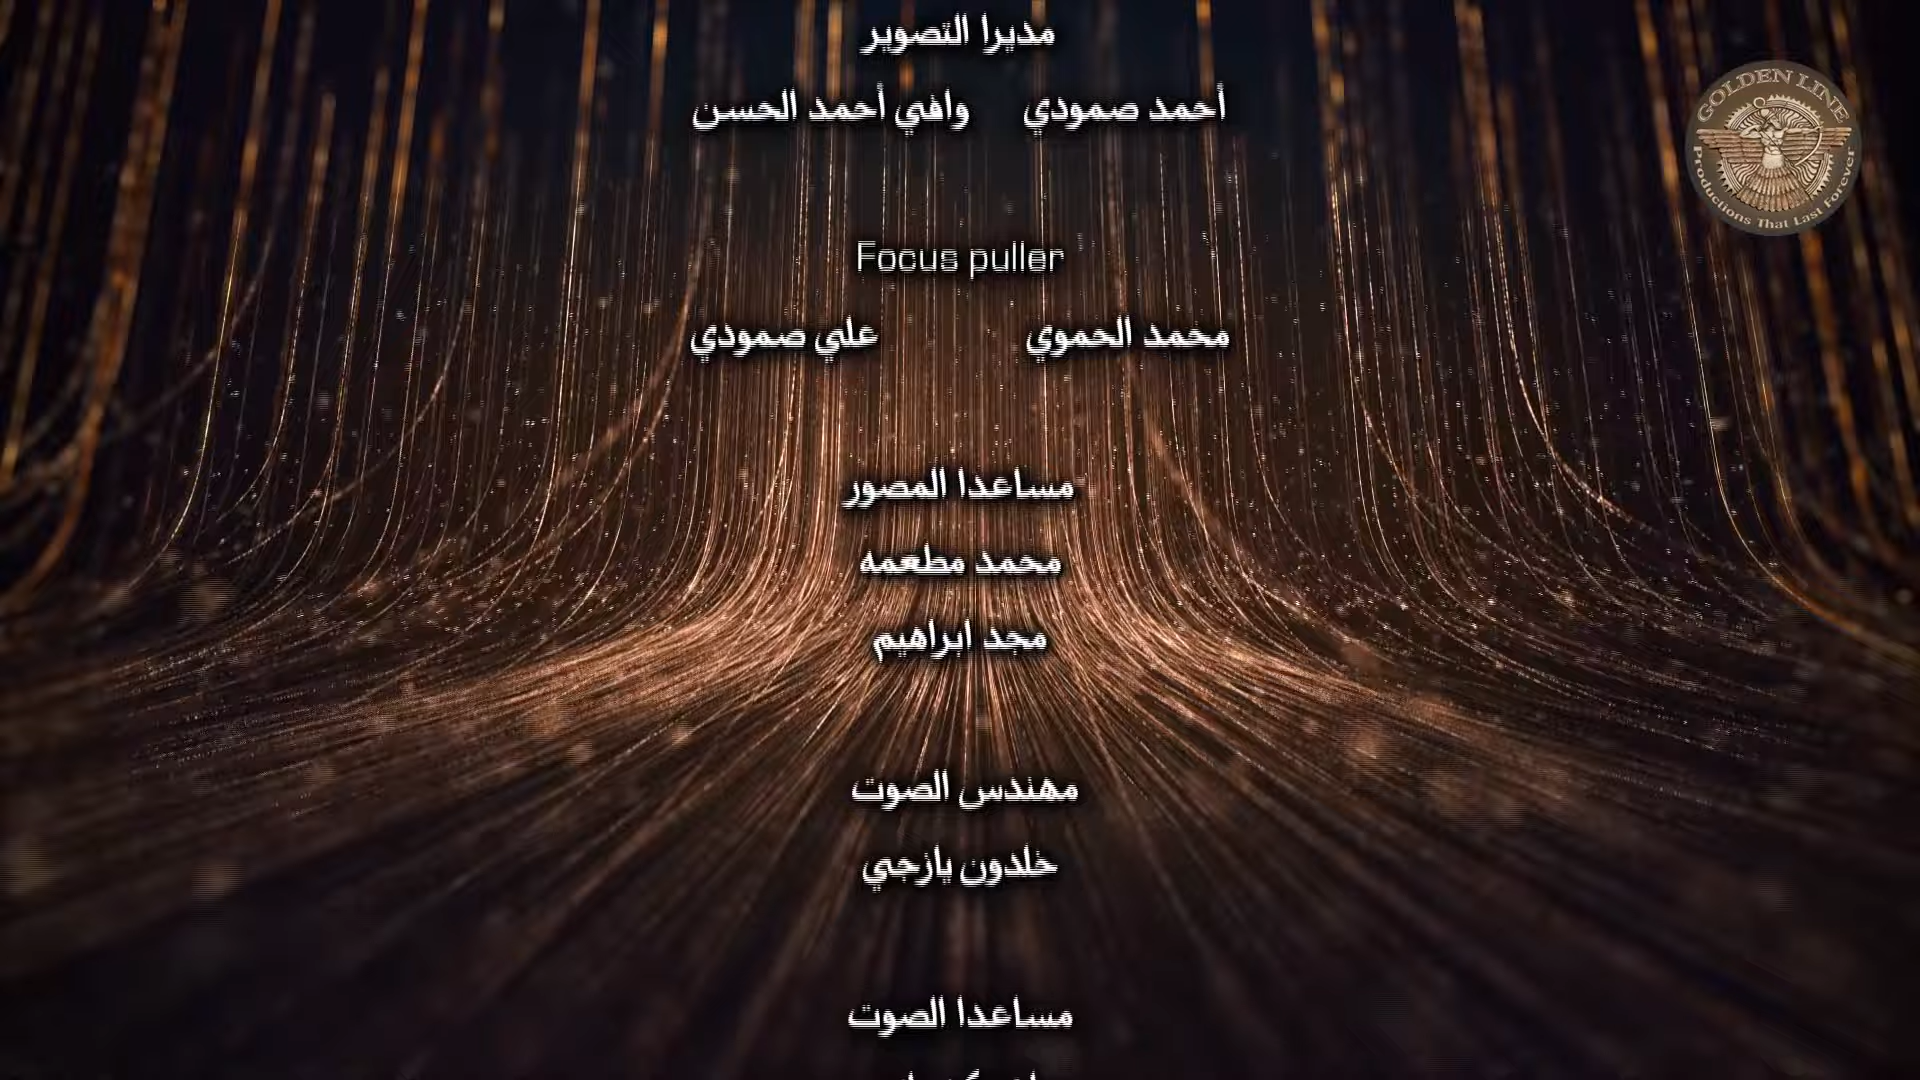 مديرا التصوير
أحمد صمودي وافي أحمد الحسن
GOLDEN LINE
Productions That Last Forever
Focus puller
محمد الحموي علي صمودي
مساعدا المصور
محمد مطعمه
مجد ابراهيم
مهندس الصوت
خلدون يازجي
مساعدا الصوت